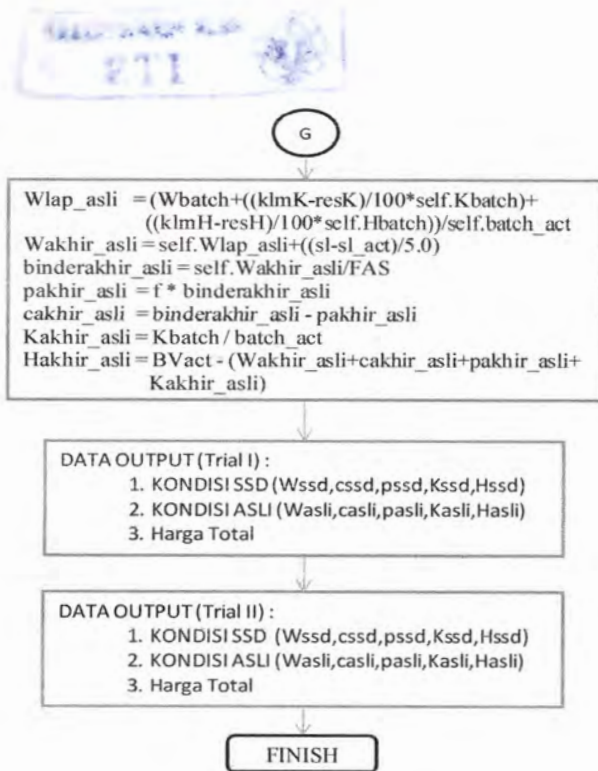 G
Wlap_asli = (Wbatch+((klmK-resK)/100*self.Kbatch)+
((klmH-resH)/100*self.Hbatch))/self.batch_act
Wakhir_asli = self.Wlap_asli+((sl-sl_act)/5.0)
binderakhir_asli = self.Wakhir_asli/FAS
pakhir_asli = f * binderakhir_asli
cakhir_asli = binderakhir_asli - pakhir_asli
Kakhir_asli = Kbatch / batch_act
Hakhir_asli = BVact - (Wakhir_asli+cakhir_asli+pakhir_asli+
Kakhir_asli)
DATA OUTPUT (Trial I) :
1. KONDISI SSD (Wssd,cssd,pssd,Kssd,Hssd)
2. KONDISI ASLI (Wasli,casli,pasli,Kasli,Hasli)
3. Harga Total
DATA OUTPUT (Trial II) :
1. KONDISI SSD (Wssd,cssd,pssd,Kssd,Hssd)
2. KONDISI ASLI (Wasli,casli,pasli,Kasli,Hasli)
3. Harga Total
FINISH